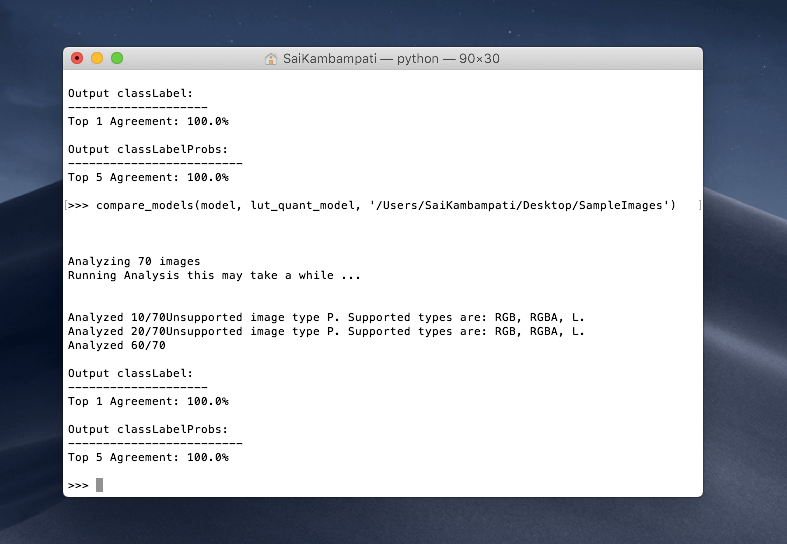 SaiKambampati — python — 90×30
Output classLabel:
--------------------
Top 1 Agreement: 100.0%
Output classLabelProbs:
-------------------------
Top 5 Agreement: 100.0%
[>>> compare_models(model, lut_quant_model, '/Users/SaiKambampati/Desktop/SampleImages') ]
Analyzing 70 images
Running Analysis this may take a while ...
Analyzed 10/70Unsupported image type P. Supported types are: RGB, RGBA, L.
Analyzed 20/70Unsupported image type P. Supported types are: RGB, RGBA, L.
Analyzed 60/70
Output classLabel:
--------------------
Top 1 Agreement: 100.0%
Output classLabelProbs:
-------------------------
Top 5 Agreement: 100.0%
>>>